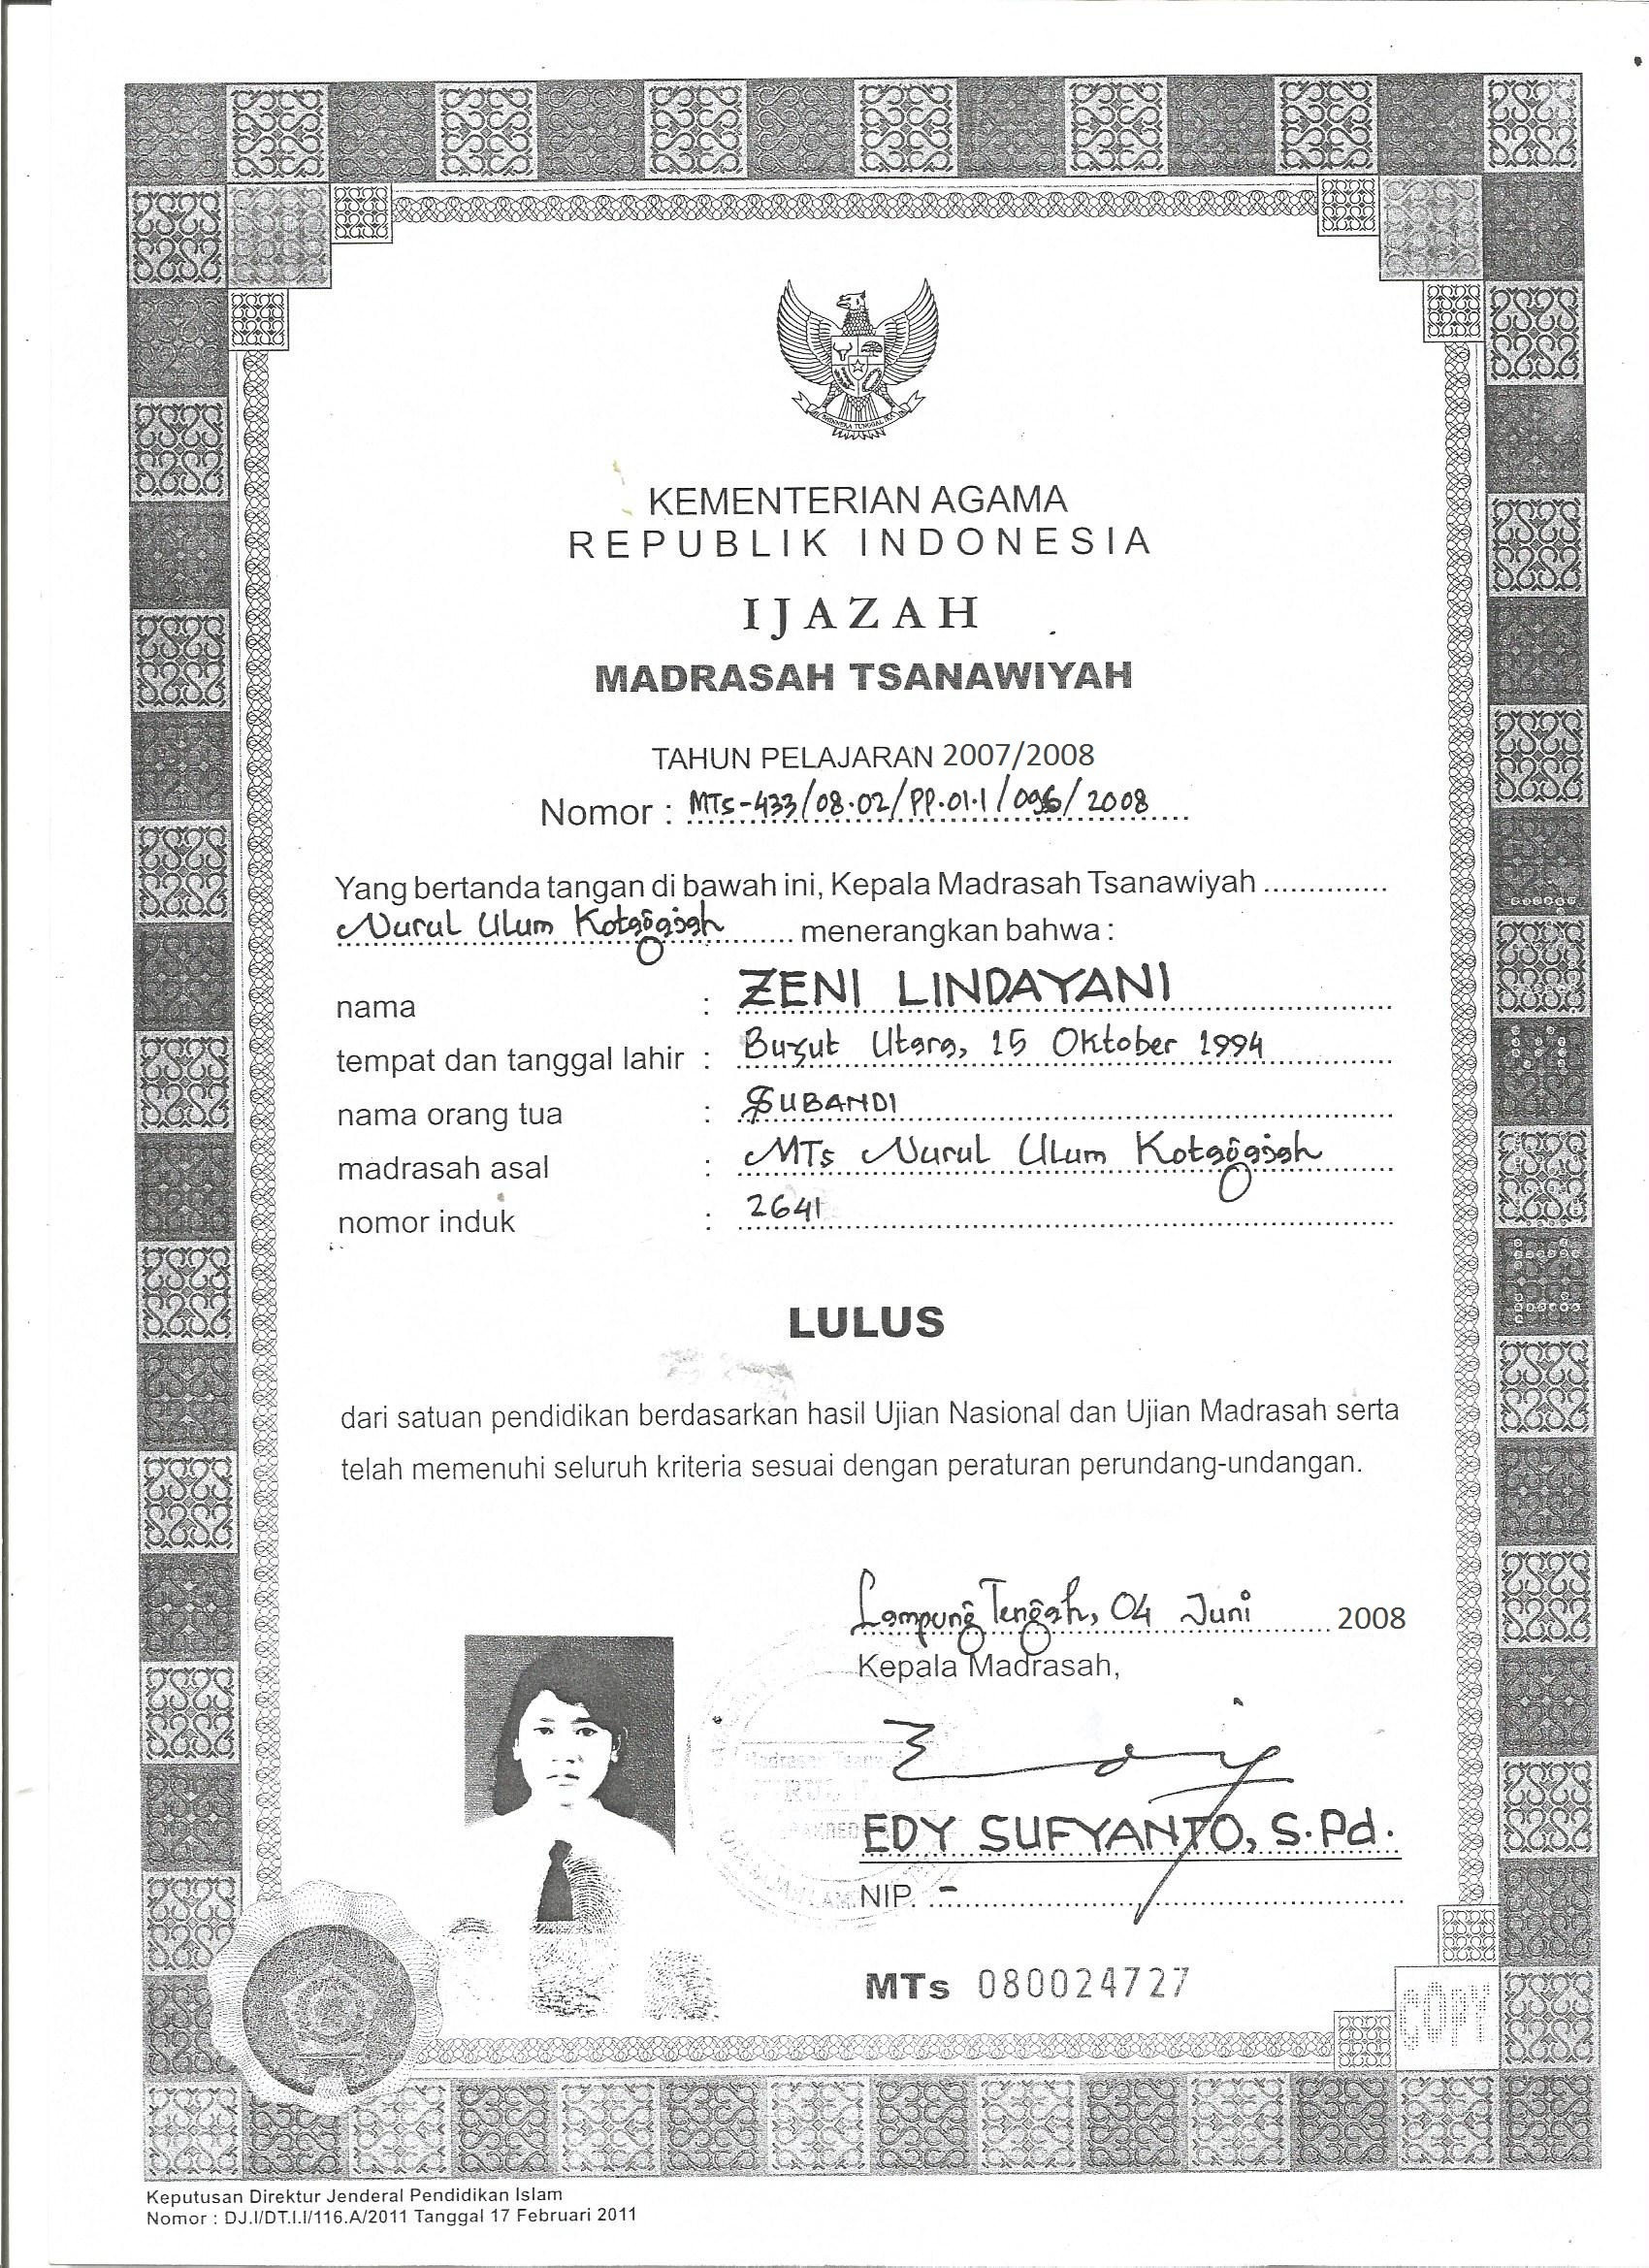 KEMENTERIAN AGAMA
REPUBLIK INDONESIA
IJAZAH
MADRASAH TSANAWIYAH
TAHUN PELAJARAN 2007/2008
Nomor : MTs-433/08.02/PP.01.1/096/2008
Yang bertanda tangan di bawah ini, Kepala Madrasah Tsanawiyah ..............
Nurul Ulum Kotagajah ........ menerangkan bahwa :
nama : ZENI LINDAYANI
tempat dan tanggal lahir : Buyut Utara, 15 Oktober 1994
nama orang tua : SUBANDI
madrasah asal : MTs Nurul Ulum Kotagajah
nomor induk : 2641
LULUS
dari satuan pendidikan berdasarkan hasil Ujian Nasional dan Ujian Madrasah serta
telah memenuhi seluruh kriteria sesuai dengan peraturan perundang-undangan.
Lampung Tengah, 04 Juni 2008
Kepala Madrasah,
EDY SUFYANTO, S.Pd.
NIP. -
MTs 080024727
COPY
Keputusan Direktur Jenderal Pendidikan Islam
Nomor : DJ.I/DT.I.I/116.A/2011 Tanggal 17 Februari 2011